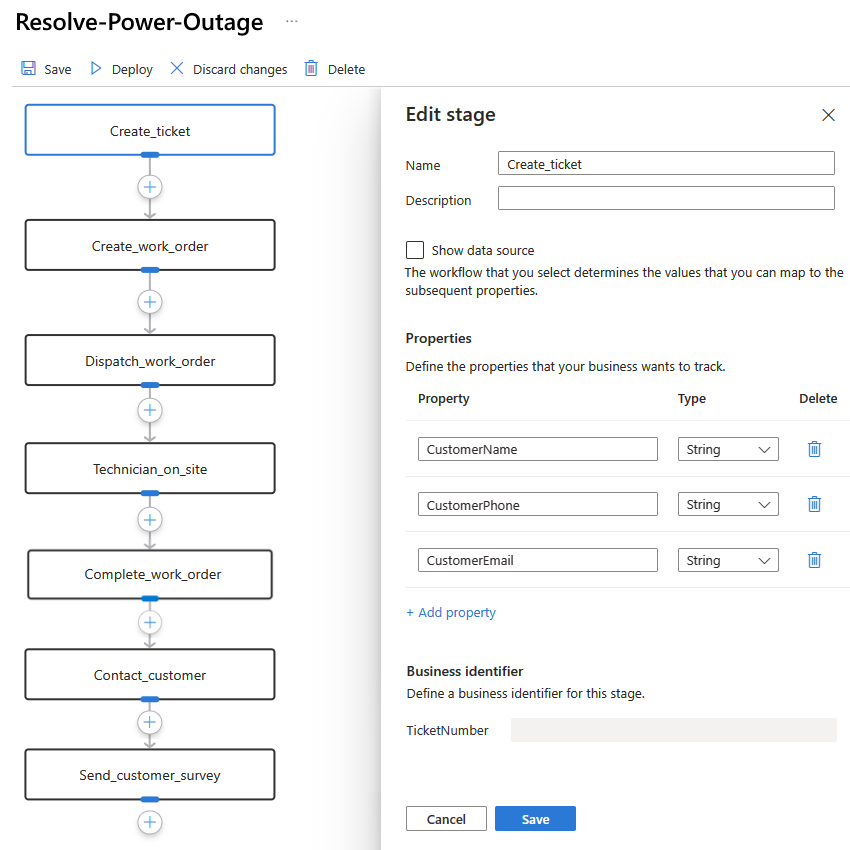 Resolve-Power-Outage ...
Save Deploy Discard changes Delete
Create_ticket
Create_work_order
Dispatch_work_order
Technician_on_site
Complete_work_order
Contact_customer
Send_customer_survey
Edit stage
Name Create_ticket
Description
Show data source
The workflow that you select determines the values that you can map to the
subsequent properties.
Properties
Define the properties that your business wants to track.
Property Type Delete
CustomerName String
CustomerPhone String
CustomerEmail String
+ Add property
Business identifier
Define a business identifier for this stage.
TicketNumber
Cancel Save